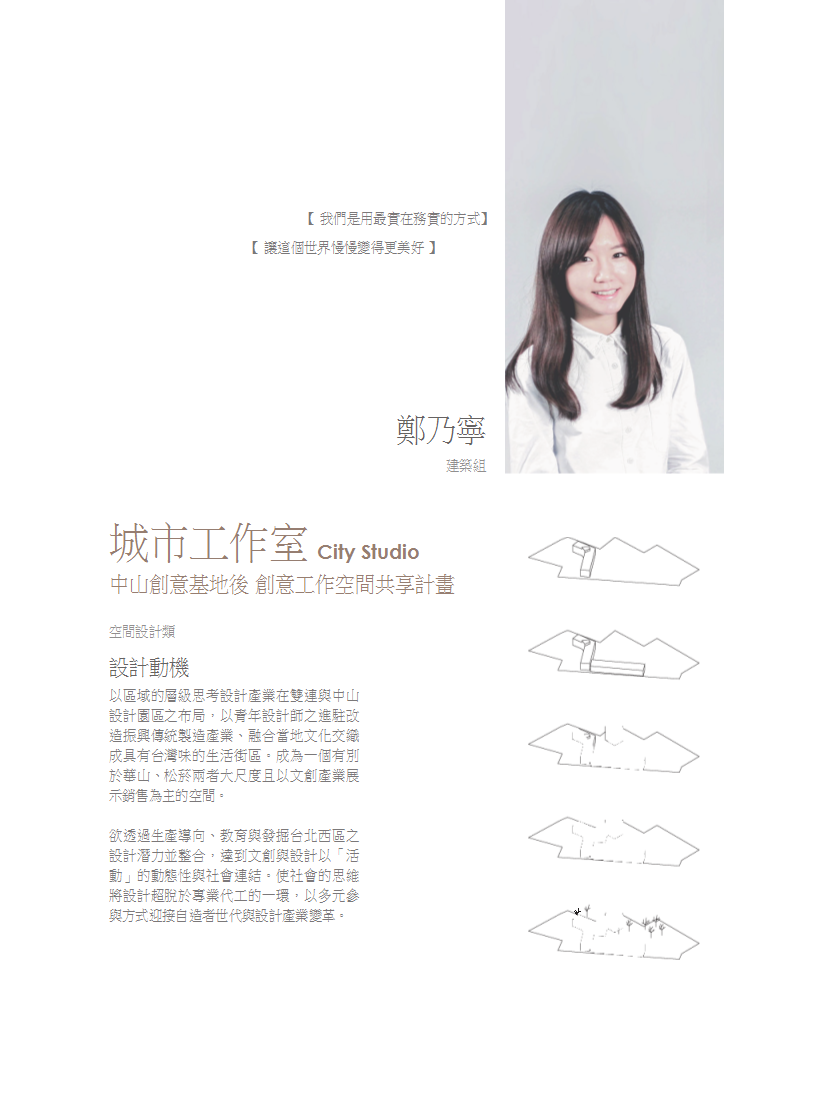 【 我們是用最實在務實的方式】
【 讓這個世界慢慢變得更美好 】
鄭乃寧
建築組
城市工作室 City Studio
中山創意基地後 創意工作空間共享計畫
空間設計類
設計動機
以區域的層級思考設計產業在雙連與中山
設計園區之布局，以青年設計師之進駐改
造振興傳統製造產業、融合當地文化交織
成具有台灣味的生活街區。成為一個有別
於華山、松菸兩者大尺度且以文創產業展
示銷售為主的空間。
欲透過生產導向、教育與發掘台北西區之
設計潛力並整合，達到文創與設計以「活
動」的動態性與社會連結。使社會的思維
將設計超脫於專業代工的一環，以多元參
與方式迎接自造者世代與設計產業變革。